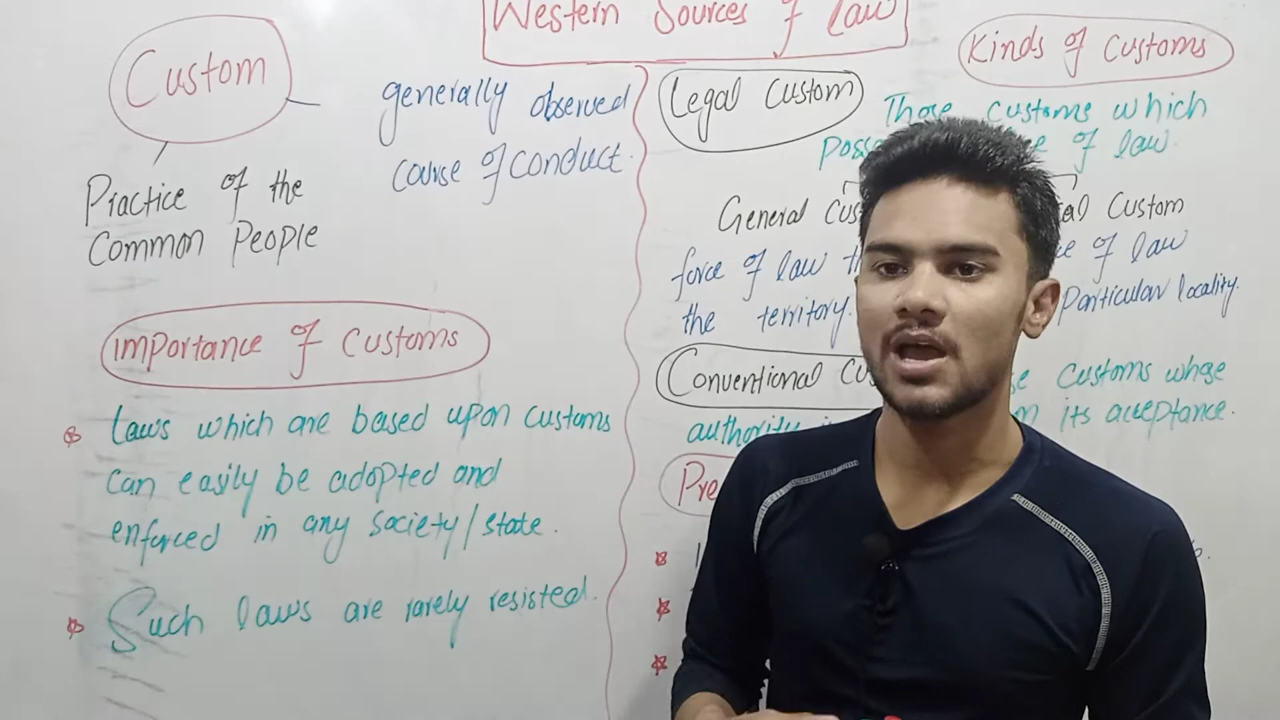 Western Sources of law
Custom
generally observed
course of conduct.
Practice of the
Common People
importance of Customs
Laws which are based upon customs
can easily be adopted and
enforced in any society/state.
Such laws are rarely resisted.
Kinds of Customs
Legal Custom
Those customs which
of law.
General
Custom
force of law
of law
the territory.
Particular locality.
Conventional
customs whose
authority
its acceptance.